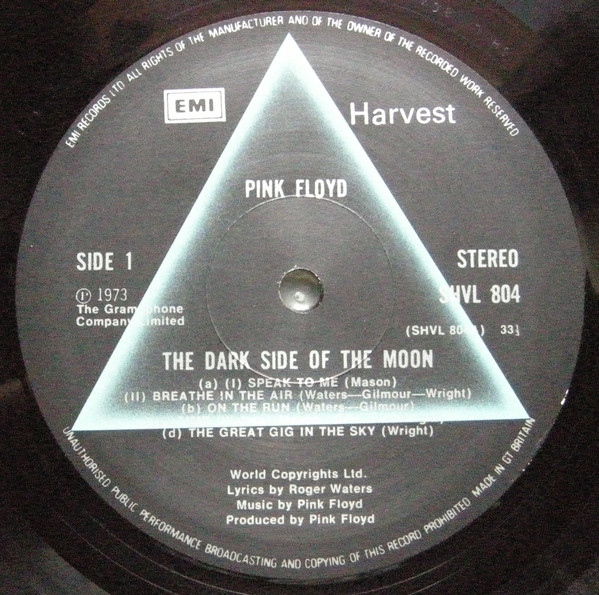 EMI RECORDS LTD ALL RIGHTS OF THE MANUFACTURER AND OF THE OWNER OF THE RECORDED WORK RESERVED
EMI
Harvest
PINK FLOYD
SIDE 1
STEREO
Ⓟ 1973
SHVL 804
The Gramophone
Company Limited
(SHVL 804 ) 33⅓
THE DARK SIDE OF THE MOON
(a) (I) SPEAK TO ME (Mason)
(II) BREATHE IN THE AIR (Waters—Gilmour—Wright)
(b) ON THE RUN (Waters—Gilmour)
(d) THE GREAT GIG IN THE SKY (Wright)
World Copyrights Ltd.
Lyrics by Roger Waters
Music by Pink Floyd
Produced by Pink Floyd
UNAUTHORISED PUBLIC PERFORMANCE BROADCASTING AND COPYING OF THIS RECORD PROHIBITED MADE IN GT BRITAIN